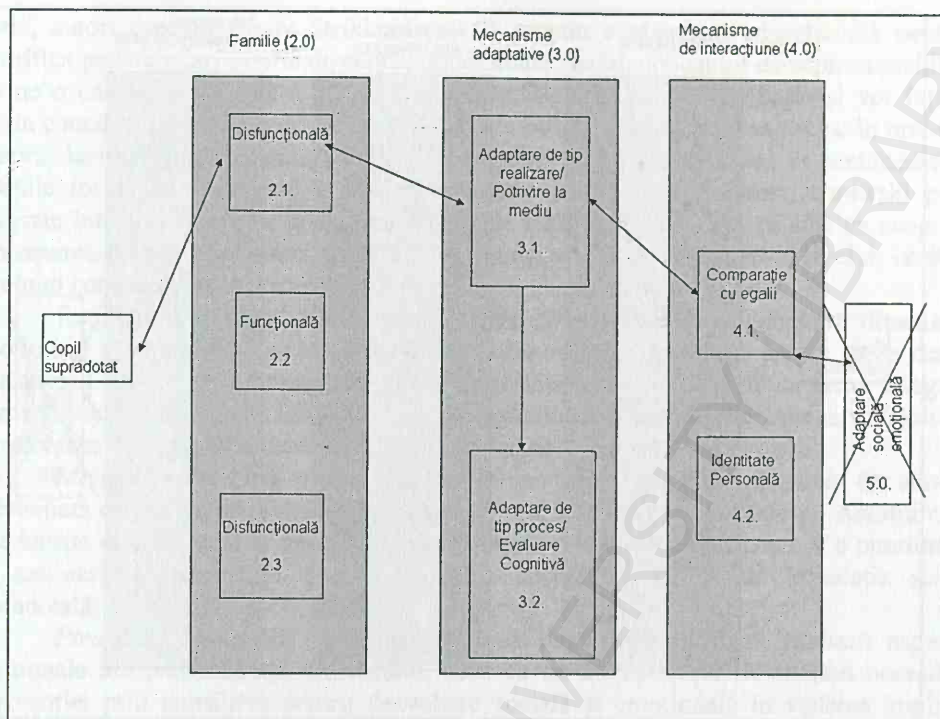 Familie (2.0)
Mecanisme
adaptative (3.0)
Mecanisme
de interacțiune (4.0)
Copil
supradotat
Disfuncțională
2.1.
Funcțională
2.2
Disfuncțională
2.3
Adaptare de tip
realizare/
Potrivire la
mediu
3.1.
Adaptare de
tip proces/
Evaluare
Cognitivă
3.2.
Comparație
cu egalii
4.1.
Identitate
Personală
4.2.
Adaptare
socială
emoțională
5.0.
VERSITY LIBRAR